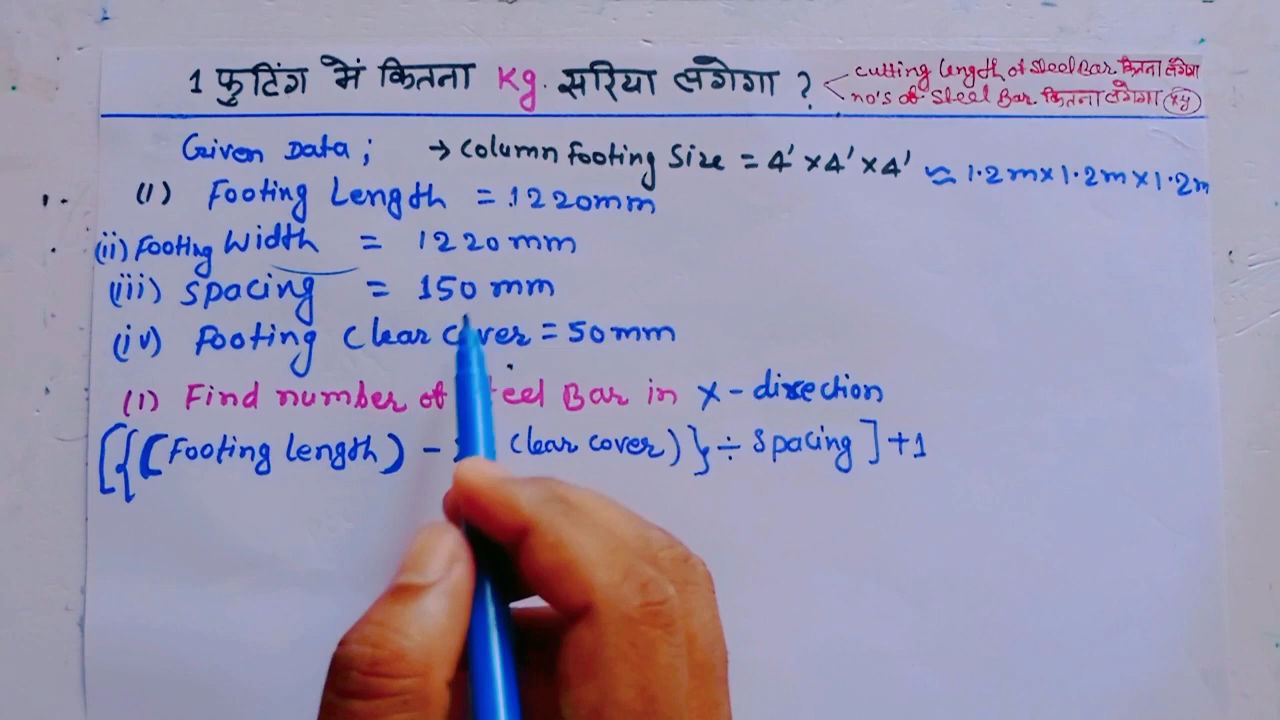 1 फुटिंग में कितना Kg. सरिया लगेगा ?
cutting length of steel Bar कितना लगेगा
no's of steel Bar कितना लगेगा Kg
Given Data; → column footing size = 4' x 4' x 4' ≈ 1.2m x 1.2m x 1.2m
(i) Footing Length = 1220mm
(ii) Footing Width = 1220 mm
(iii) spacing = 150 mm
(iv) Footing clear cover = 50mm
(1) Find number of Bar in x - direction
[{(Footing length) - clear cover)} ÷ spacing] +1